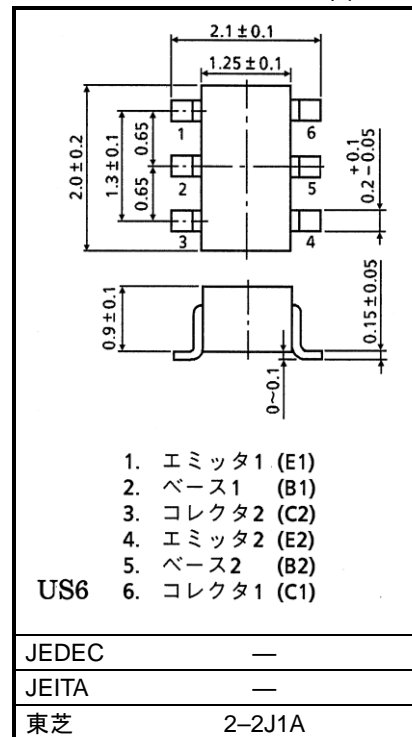 2.1±0.1
1.25±0.1
1
6
2
5
3
4
2.0±0.2
1.3±0.1
0.65
0.65
0.2 +0.1 −0.05
0.9±0.1
0.15±0.05
0~0.1
1. エミッタ1 (E1)
2. ベース1 (B1)
3. コレクタ2 (C2)
4. エミッタ2 (E2)
5. ベース2 (B2)
US6 6. コレクタ1 (C1)
JEDEC —
JEITA —
東芝 2–2J1A